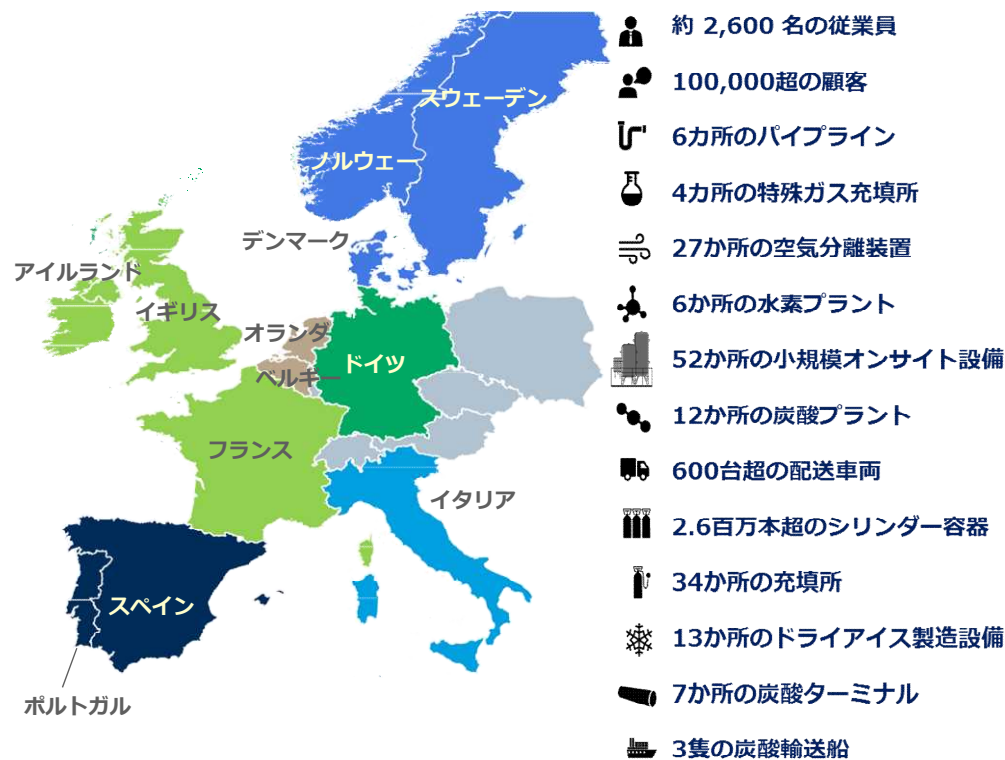 スウェーデン
ノルウェー
デンマーク
アイルランド
イギリス
オランダ
ベルギー
ドイツ
フランス
イタリア
スペイン
ポルトガル
約 2,600 名の従業員
100,000超の顧客
6カ所のパイプライン
4カ所の特殊ガス充填所
27か所の空気分離装置
6か所の水素プラント
52か所の小規模オンサイト設備
12か所の炭酸プラント
600台超の配送車両
2.6百万本超のシリンダー容器
34か所の充填所
13か所のドライアイス製造設備
7か所の炭酸ターミナル
3隻の炭酸輸送船